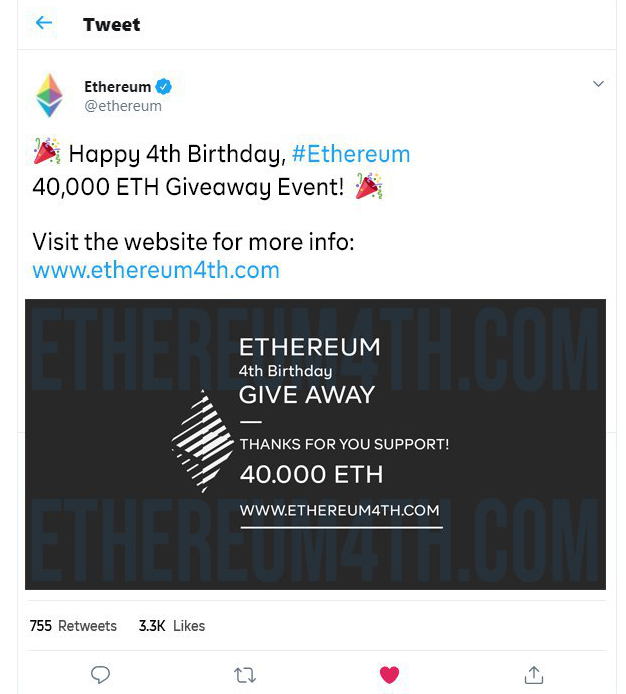 Tweet
Ethereum
@ethereum
🎉 Happy 4th Birthday, #Ethereum
40,000 ETH Giveaway Event! 🎉
Visit the website for more info:
www.ethereum4th.com
ETHEREUM4TH.COM
ETHEREUM
4th Birthday
GIVE AWAY
THANKS FOR YOU SUPPORT!
40.000 ETH
WWW.ETHEREUM4TH.COM
ETHEREUM4TH.COM
755 Retweets 3.3K Likes